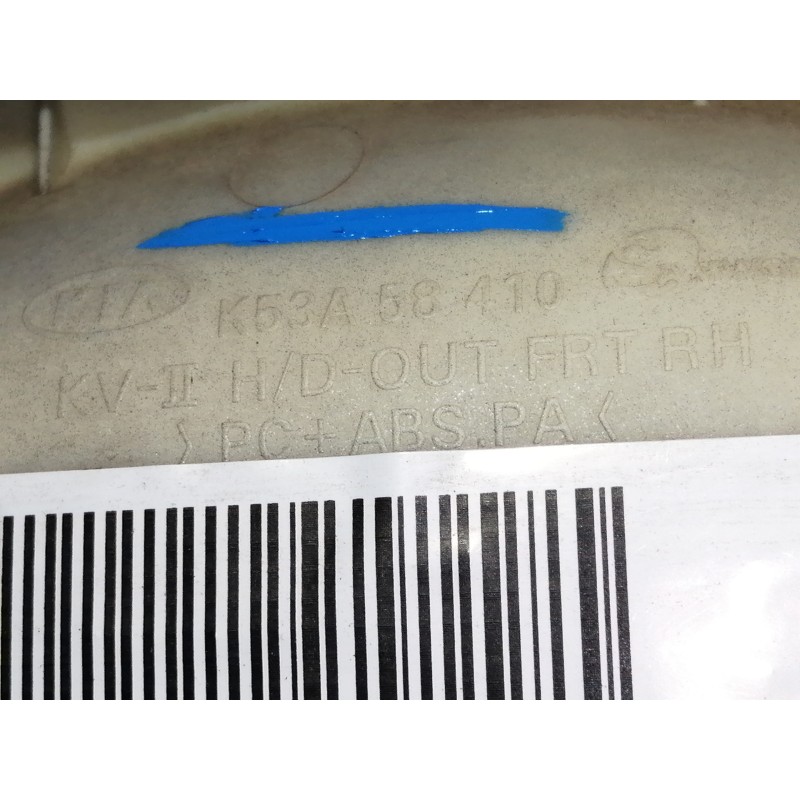 KIA K53A 58 410
KV-II H/D-OUT FRT RH
>PC+ABS.PA<